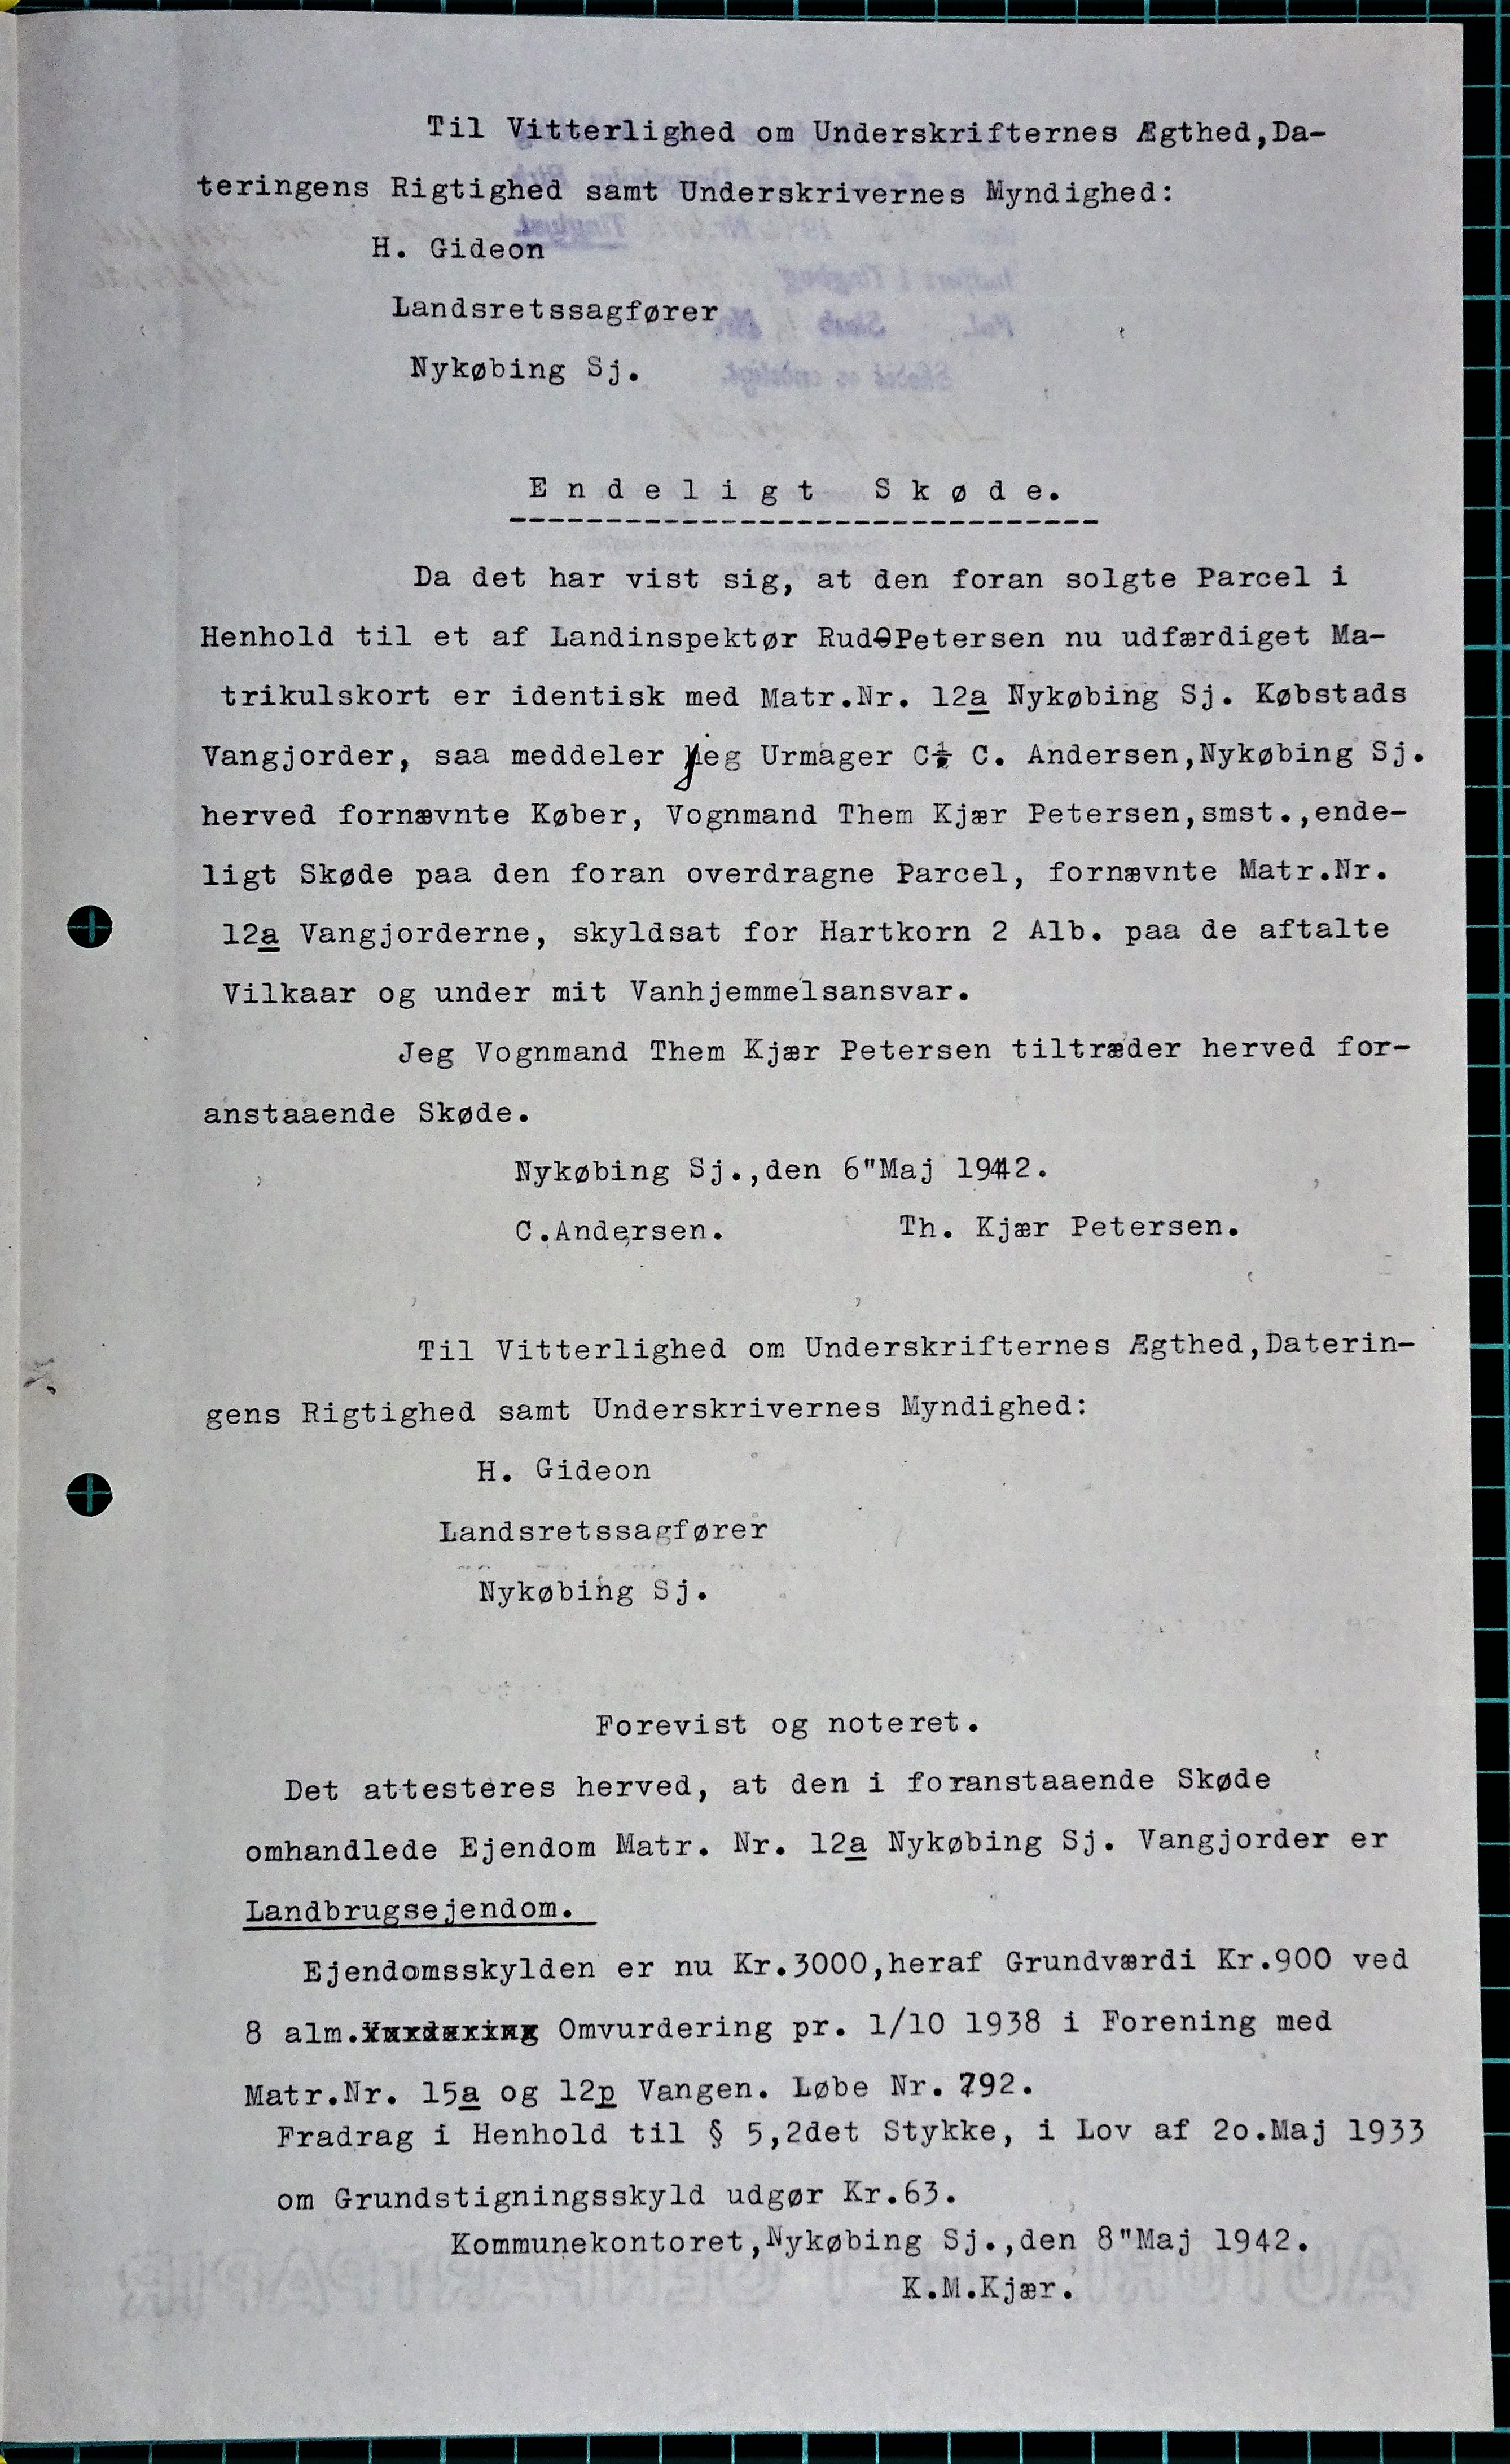 Til Vitterlighed om Underskrifternes Ægthed,Da-
teringens Rigtighed samt Underskrivernes Myndighed:
H. Gideon
Landsretssagfører
Nykøbing Sj.
Endeligt Skøde.
Da det har vist sig, at den foran solgte Parcel i
Henhold til et af Landinspektør Rud Petersen nu udfærdiget Ma-
trikulskort er identisk med Matr.Nr. 12a Nykøbing Sj. Købstads
Vangjorder, saa meddeler jeg Urmager C. C. Andersen,Nykøbing Sj.
herved fornævnte Køber, Vognmand Them Kjær Petersen,smst.,ende-
ligt Skøde paa den foran overdragne Parcel, fornævnte Matr.Nr.
12a Vangjorderne, skyldsat for Hartkorn 2 Alb. paa de aftalte
Vilkaar og under mit Vanhjemmelsansvar.
Jeg Vognmand Them Kjær Petersen tiltræder herved for-
anstaaende Skøde.
Nykøbing Sj.,den 6"Maj 1942.
C.Andersen. Th. Kjær Petersen.
Til Vitterlighed om Underskrifternes Ægthed,Daterin-
gens Rigtighed samt Underskrivernes Myndighed:
H. Gideon
Landsretssagfører
Nykøbing Sj.
Forevist og noteret.
Det attesteres herved, at den i foranstaaende Skøde
omhandlede Ejendom Matr. Nr. 12a Nykøbing Sj. Vangjorder er
Landbrugsejendom.
Ejendomsskylden er nu Kr.3000,heraf Grundværdi Kr.900 ved
8 alm. Omvurdering pr. 1/10 1938 i Forening med
Matr.Nr. 15a og 12p Vangen. Løbe Nr. 792.
Fradrag i Henhold til § 5,2det Stykke, i Lov af 2o.Maj 1933
om Grundstigningsskyld udgør Kr.63.
Kommunekontoret,Nykøbing Sj.,den 8"Maj 1942.
K.M.Kjær.